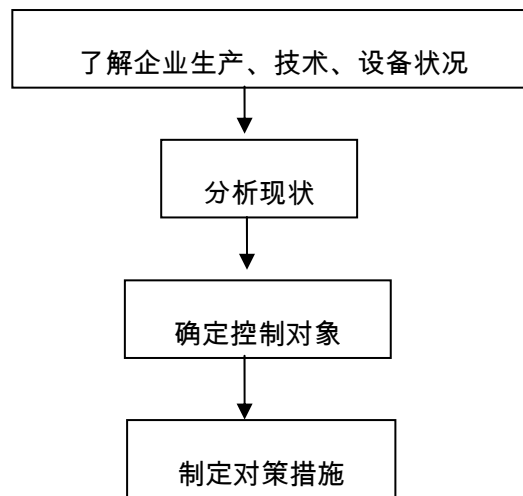 了解企业生产、技术、设备状况
分析现状
确定控制对象
制定对策措施